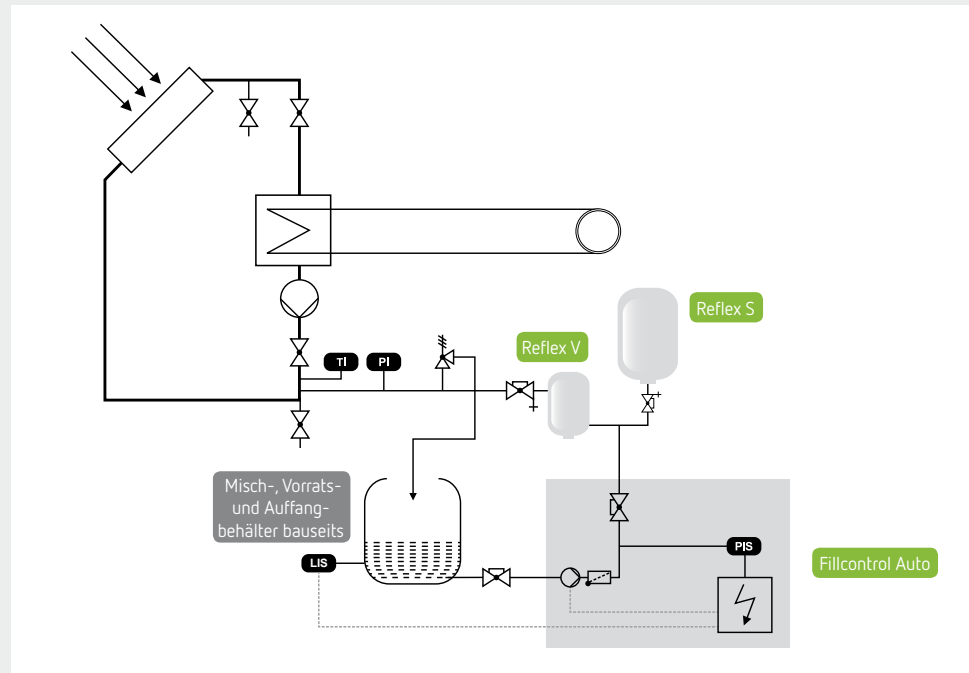 Reflex S
Reflex V
TI
PI
Misch-, Vorrats-
und Auffang-
behälter bauseits
LIS
PIS
Fillcontrol Auto